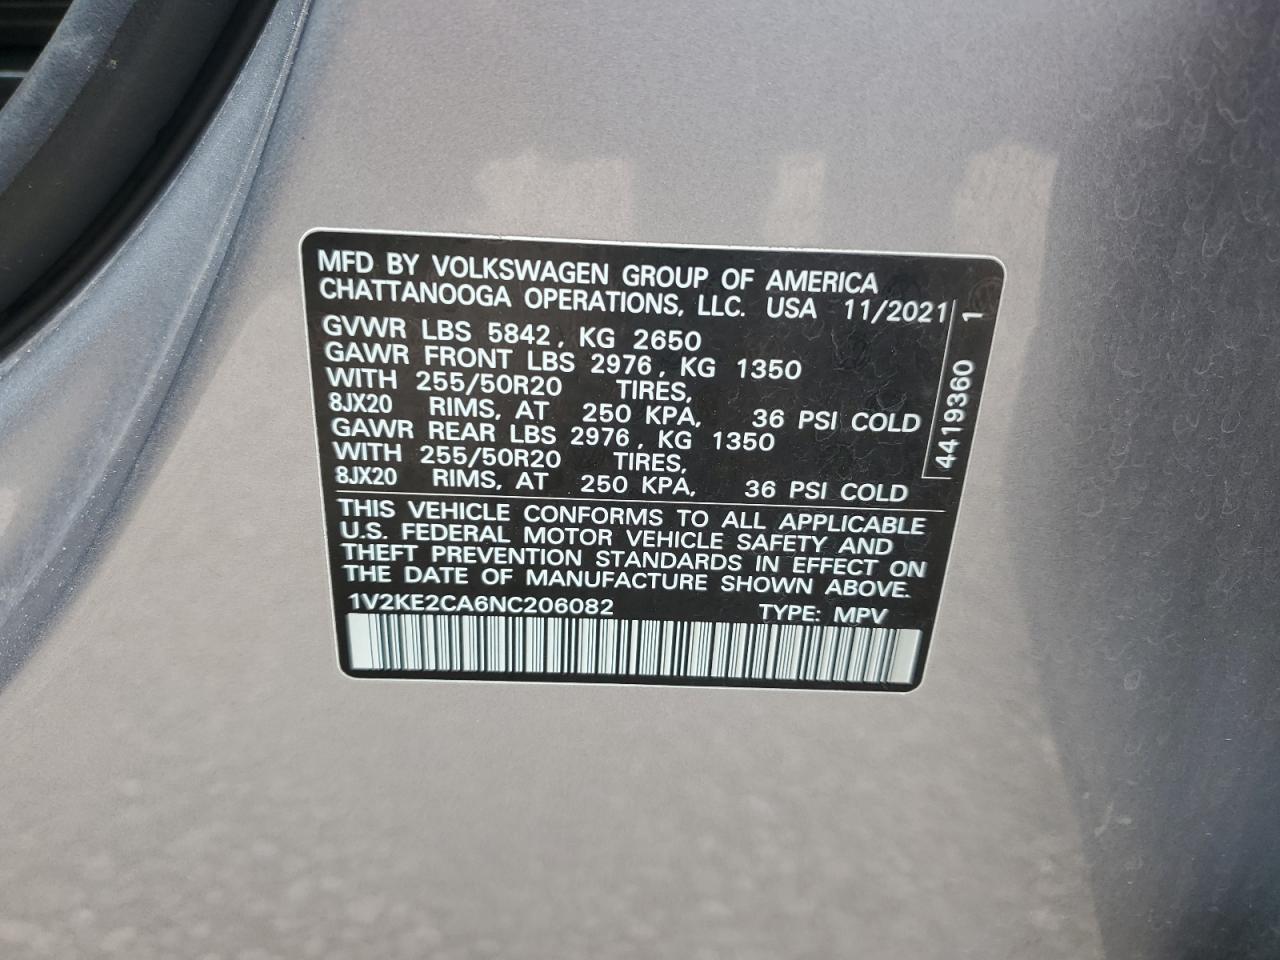 MFD BY VOLKSWAGEN GROUP OF AMERICA
CHATTANOOGA OPERATIONS, LLC. USA 11/2021
GVWR LBS 5842, KG 2650
GAWR FRONT LBS 2976, KG 1350
WITH 255/50R20 TIRES,
8JX20 RIMS, AT 250 KPA, 36 PSI COLD
GAWR REAR LBS 2976, KG 1350
WITH 255/50R20 TIRES,
8JX20 RIMS, AT 250 KPA, 36 PSI COLD
4419360 1
THIS VEHICLE CONFORMS TO ALL APPLICABLE
U.S. FEDERAL MOTOR VEHICLE SAFETY AND
THEFT PREVENTION STANDARDS IN EFFECT ON
THE DATE OF MANUFACTURE SHOWN ABOVE.
1V2KE2CA6NC206082 TYPE: MPV